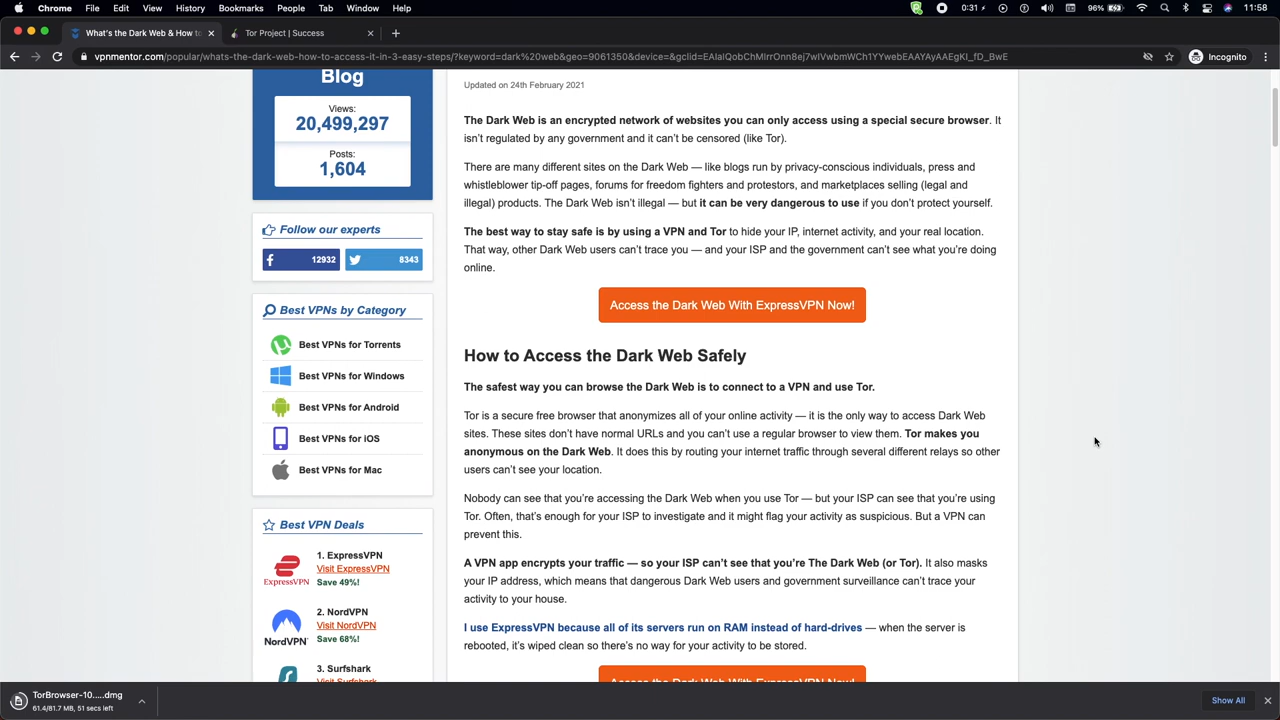 Chrome File Edit View History Bookmarks People Tab Window Help
0:31 96% 11:58
What's the Dark Web & How to
Tor Project | Success
vpnmentor.com/popular/whats-the-dark-web-how-to-access-it-in-3-easy-steps/?keyword=dark%20web&geo=9061350&device=&gclid=EAIaIQobChMIrrOnn8ej7wIVwbmWCh1YYwebEAAYAyAAEgKI_fD_BwE
Incognito
Blog
Views:
20,499,297
Posts:
1,604
Follow our experts
12932
8343
Best VPNs by Category
Best VPNs for Torrents
Best VPNs for Windows
Best VPNs for Android
Best VPNs for iOS
Best VPNs for Mac
Best VPN Deals
1. ExpressVPN
Visit ExpressVPN
Save 49%!
ExpressVPN
2. NordVPN
Visit NordVPN
Save 68%!
NordVPN
3. Surfshark
Visit Surfshark
Updated on 24th February 2021
The Dark Web is an encrypted network of websites you can only access using a special secure browser. It
isn't regulated by any government and it can't be censored (like Tor).
There are many different sites on the Dark Web — like blogs run by privacy-conscious individuals, press and
whistleblower tip-off pages, forums for freedom fighters and protestors, and marketplaces selling (legal and
illegal) products. The Dark Web isn't illegal — but it can be very dangerous to use if you don't protect yourself.
The best way to stay safe is by using a VPN and Tor to hide your IP, internet activity, and your real location.
That way, other Dark Web users can't trace you — and your ISP and the government can't see what you're doing
online.
Access the Dark Web With ExpressVPN Now!
How to Access the Dark Web Safely
The safest way you can browse the Dark Web is to connect to a VPN and use Tor.
Tor is a secure free browser that anonymizes all of your online activity — it is the only way to access Dark Web
sites. These sites don't have normal URLs and you can't use a regular browser to view them. Tor makes you
anonymous on the Dark Web. It does this by routing your internet traffic through several different relays so other
users can't see your location.
Nobody can see that you're accessing the Dark Web when you use Tor — but your ISP can see that you're using
Tor. Often, that's enough for your ISP to investigate and it might flag your activity as suspicious. But a VPN can
prevent this.
A VPN app encrypts your traffic — so your ISP can't see that you're The Dark Web (or Tor). It also masks
your IP address, which means that dangerous Dark Web users and government surveillance can't trace your
activity to your house.
I use ExpressVPN because all of its servers run on RAM instead of hard-drives — when the server is
rebooted, it's wiped clean so there's no way for your activity to be stored.
Access the Dark Web With ExpressVPN Now!
TorBrowser-10.....dmg
61.4/81.7 MB, 51 secs left
Show All